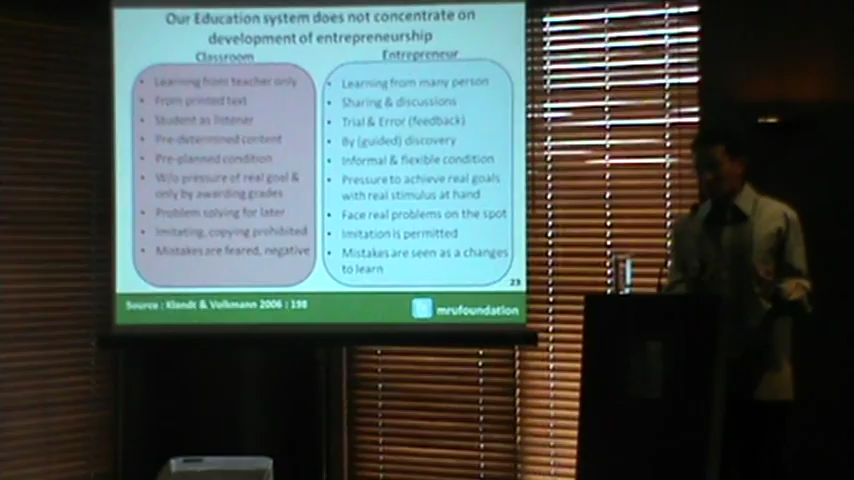 Our Education system does not concentrate on
development of entrepreneurship
Classroom
• Learning from teacher only
• From printed text
• Student as listener
• Pre-determined content
• Pre-planned condition
• W/o pressure of real goal &
only by awarding grades
• Problem solving for later
• Imitating, copying prohibited
• Mistakes are feared, negative
Entrepreneur
• Learning from many person
• Sharing & discussions
• Trial & Error (feedback)
• By (guided) discovery
• Informal & flexible condition
• Pressure to achieve real goals
with real stimulus at hand
• Face real problems on the spot
• Imitation is permitted
• Mistakes are seen as a changes
to learn
23
Source : Klandt & Volkmann 2006 : 198
mrufoundation